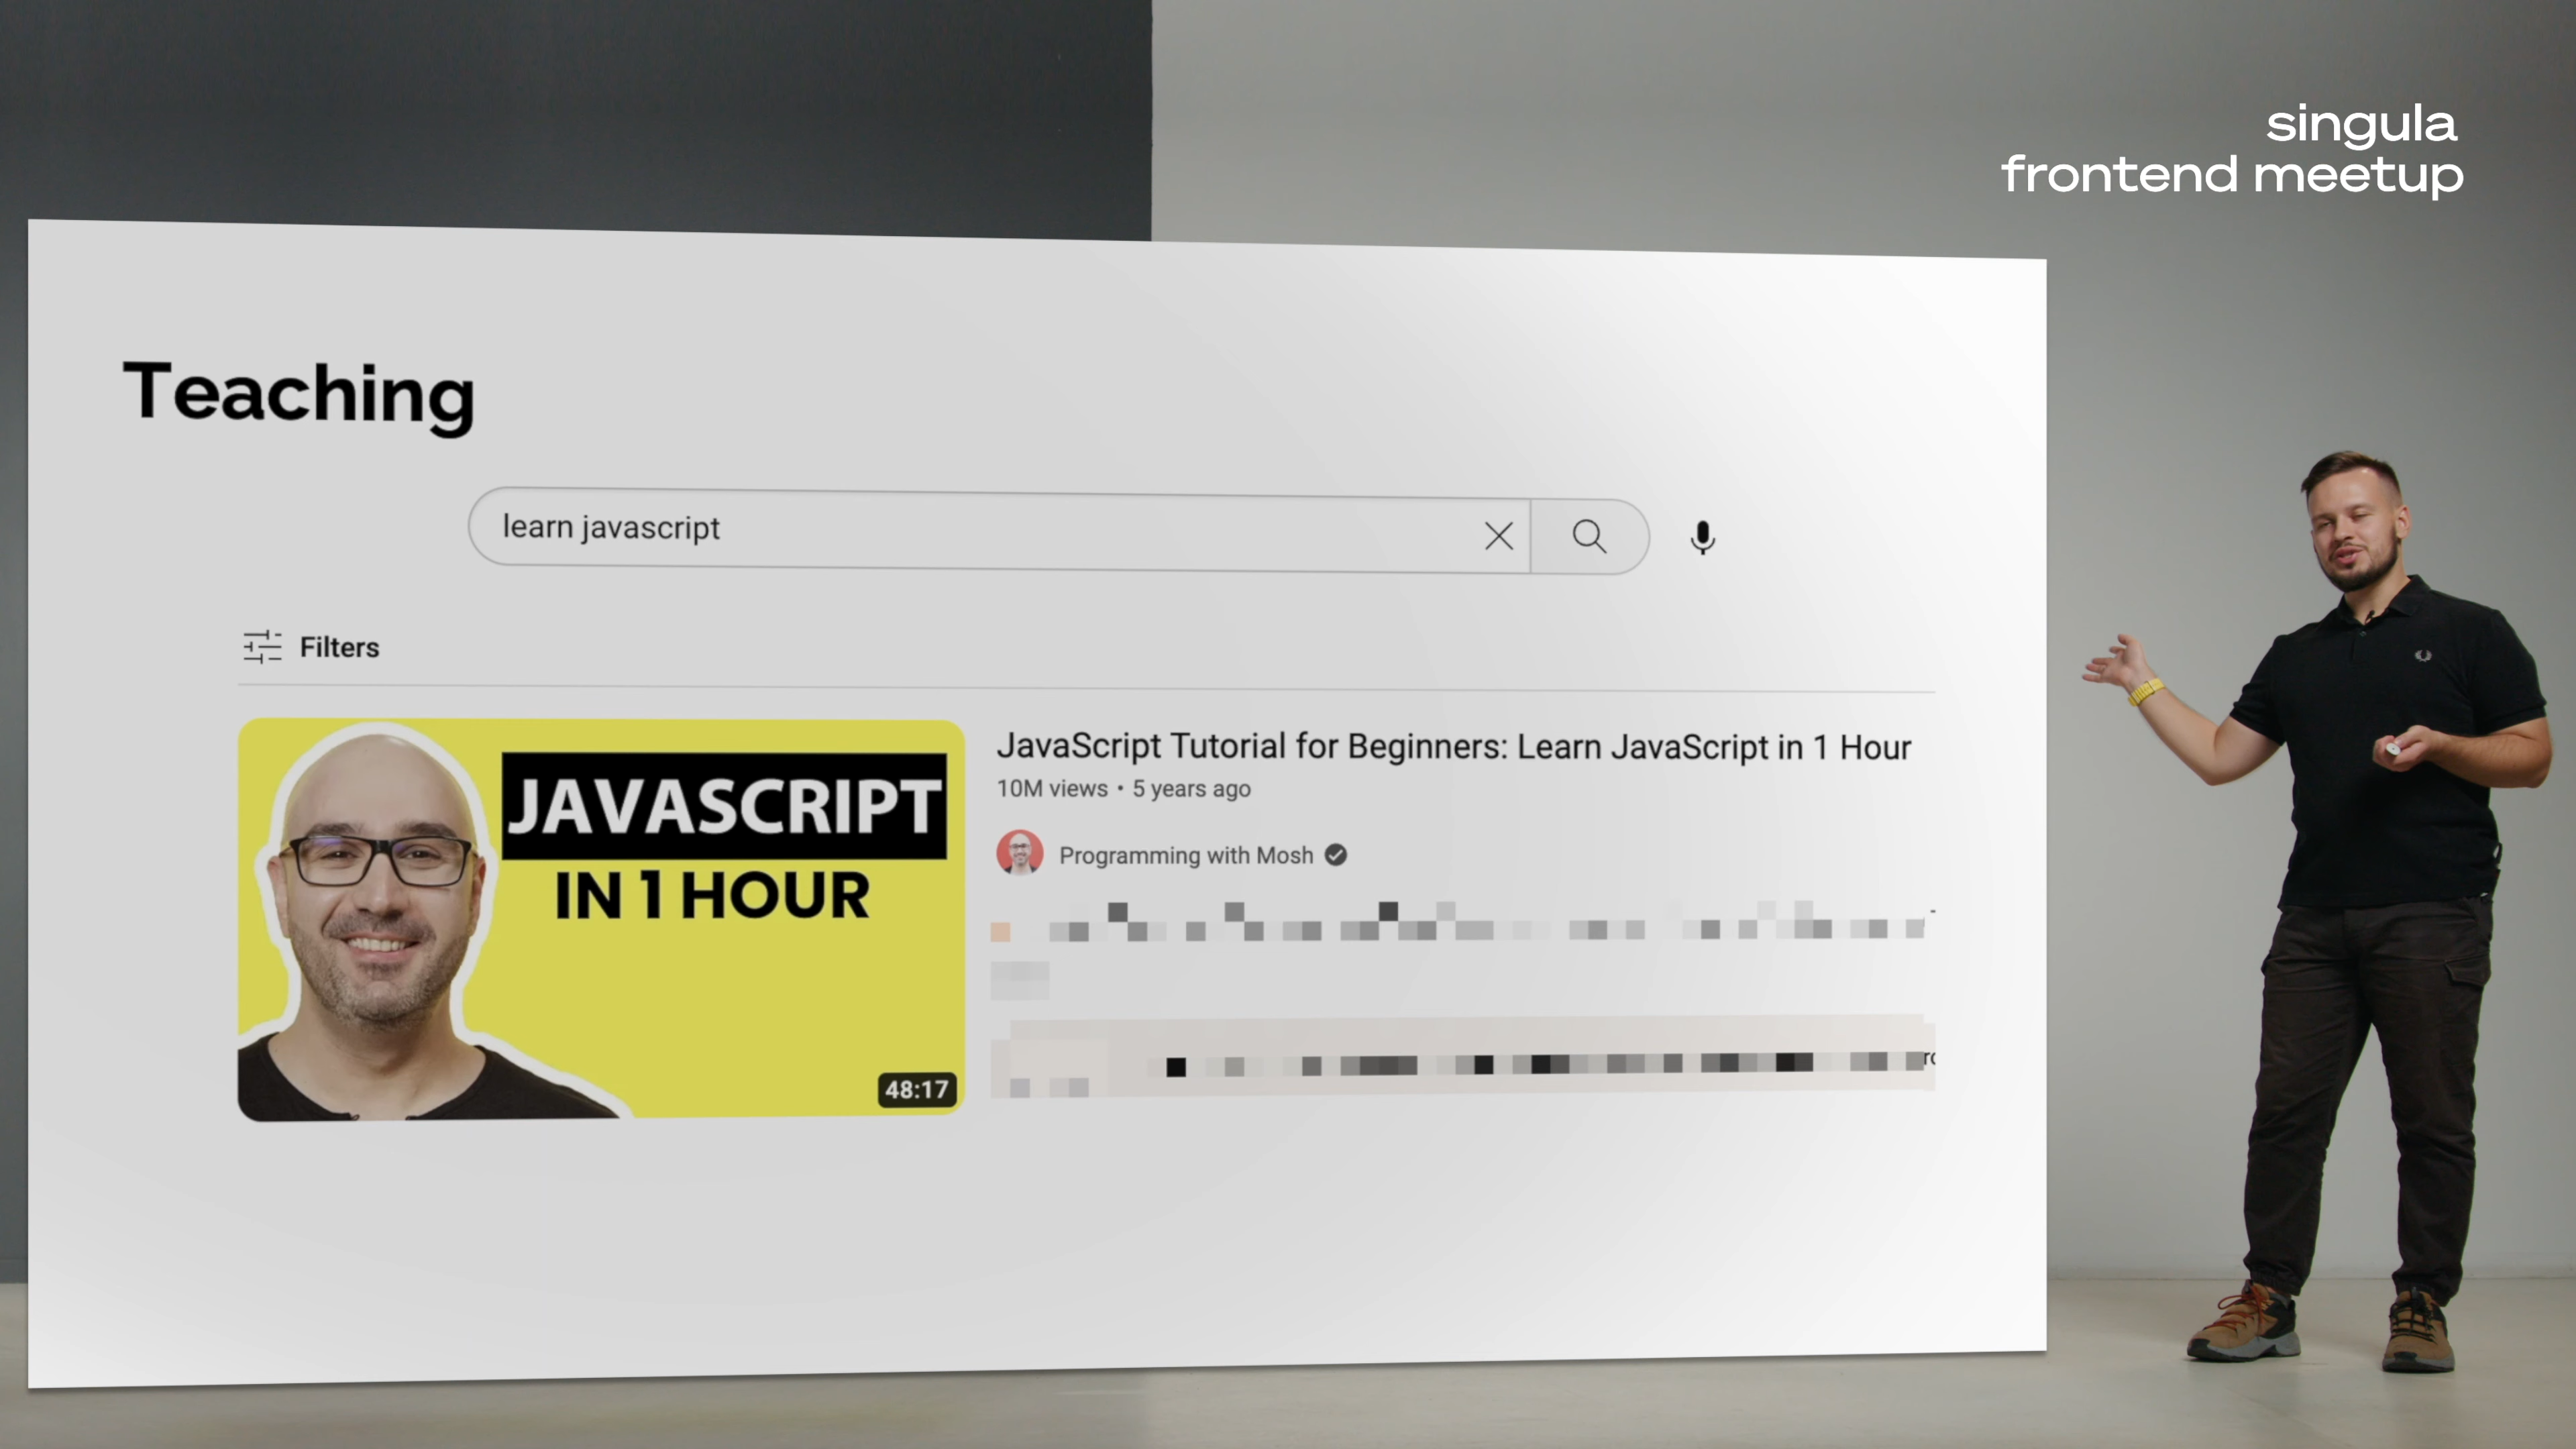 singula
frontend meetup
Teaching
learn javascript
Filters
JAVASCRIPT
IN 1 HOUR
48:17
JavaScript Tutorial for Beginners: Learn JavaScript in 1 Hour
10M views • 5 years ago
Programming with Mosh